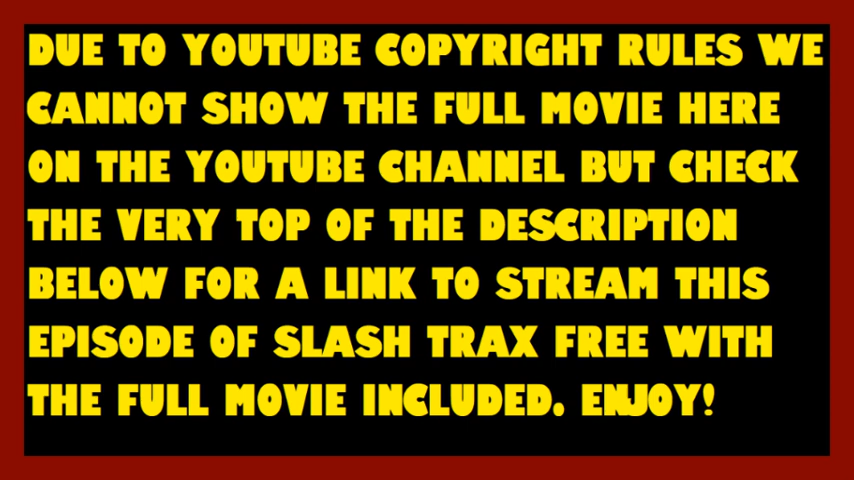 DUE TO YOUTUBE COPYRIGHT RULES WE
CANNOT SHOW THE FULL MOVIE HERE
ON THE YOUTUBE CHANNEL BUT CHECK
THE VERY TOP OF THE DESCRIPTION
BELOW FOR A LINK TO STREAM THIS
EPISODE OF SLASH TRAX FREE WITH
THE FULL MOVIE INCLUDED. ENJOY!